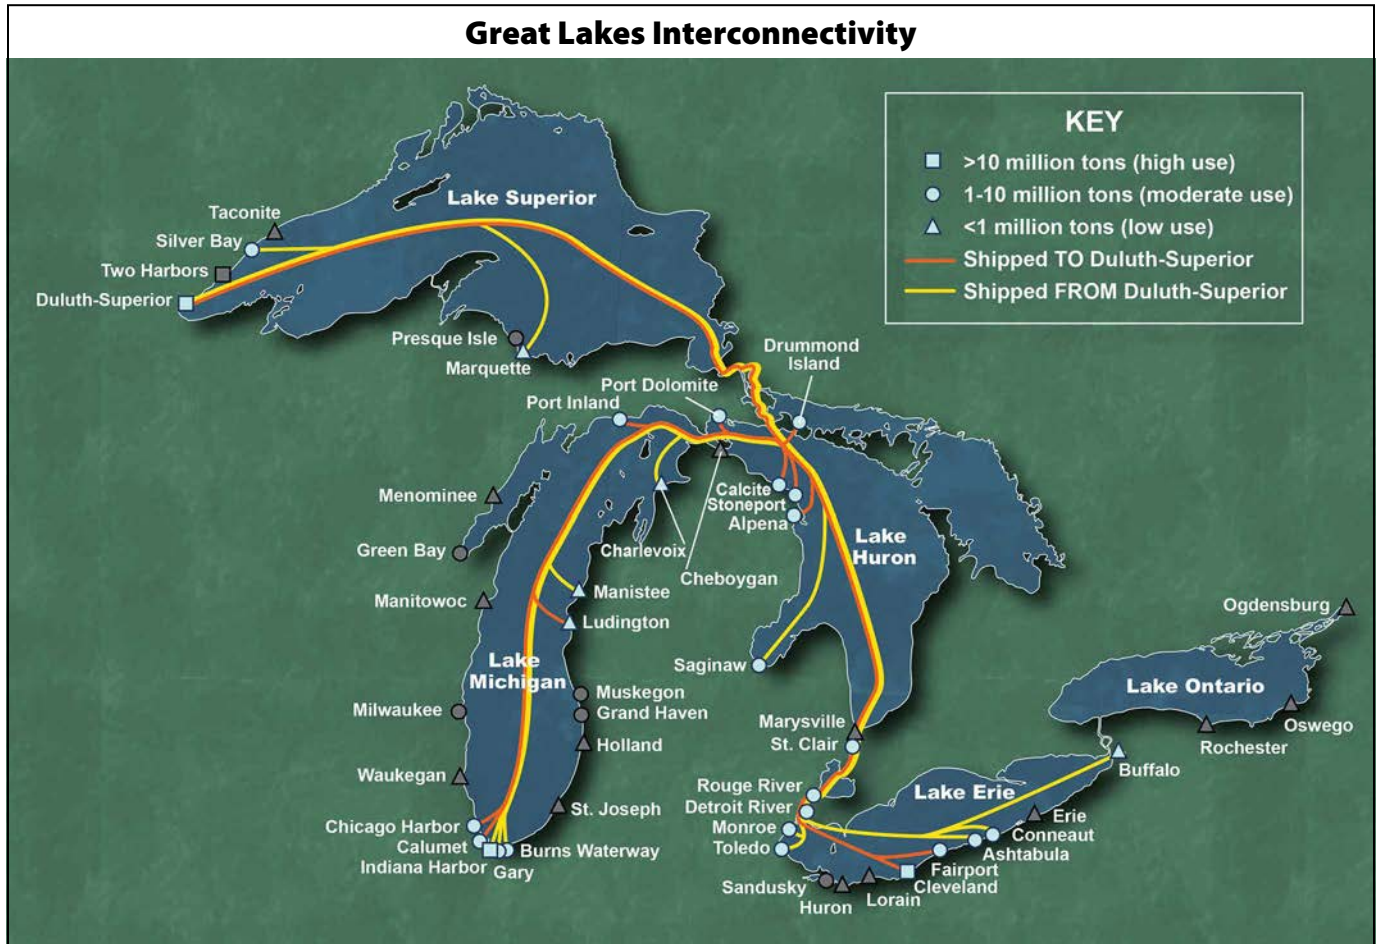 Great Lakes Interconnectivity
KEY
>10 million tons (high use)
1-10 million tons (moderate use)
<1 million tons (low use)
Shipped TO Duluth-Superior
Shipped FROM Duluth-Superior
Lake Superior
Taconite
Silver Bay
Two Harbors
Duluth-Superior
Presque Isle
Marquette
Drummond
Island
Port Dolomite
Port Inland
Menominee
Green Bay
Manitowoc
Calcite
Stoneport
Alpena
Lake
Huron
Charlevoix
Cheboygan
Manistee
Ludington
Saginaw
Lake
Michigan
Muskegon
Grand Haven
Milwaukee
Holland
Waukegan
St. Joseph
Chicago Harbor
Calumet
Indiana Harbor
Gary
Burns Waterway
Marysville
St. Clair
Rouge River
Detroit River
Monroe
Toledo
Sandusky
Huron
Lorain
Cleveland
Fairport
Ashtabula
Conneaut
Erie
Lake Erie
Buffalo
Lake Ontario
Rochester
Oswego
Ogdensburg